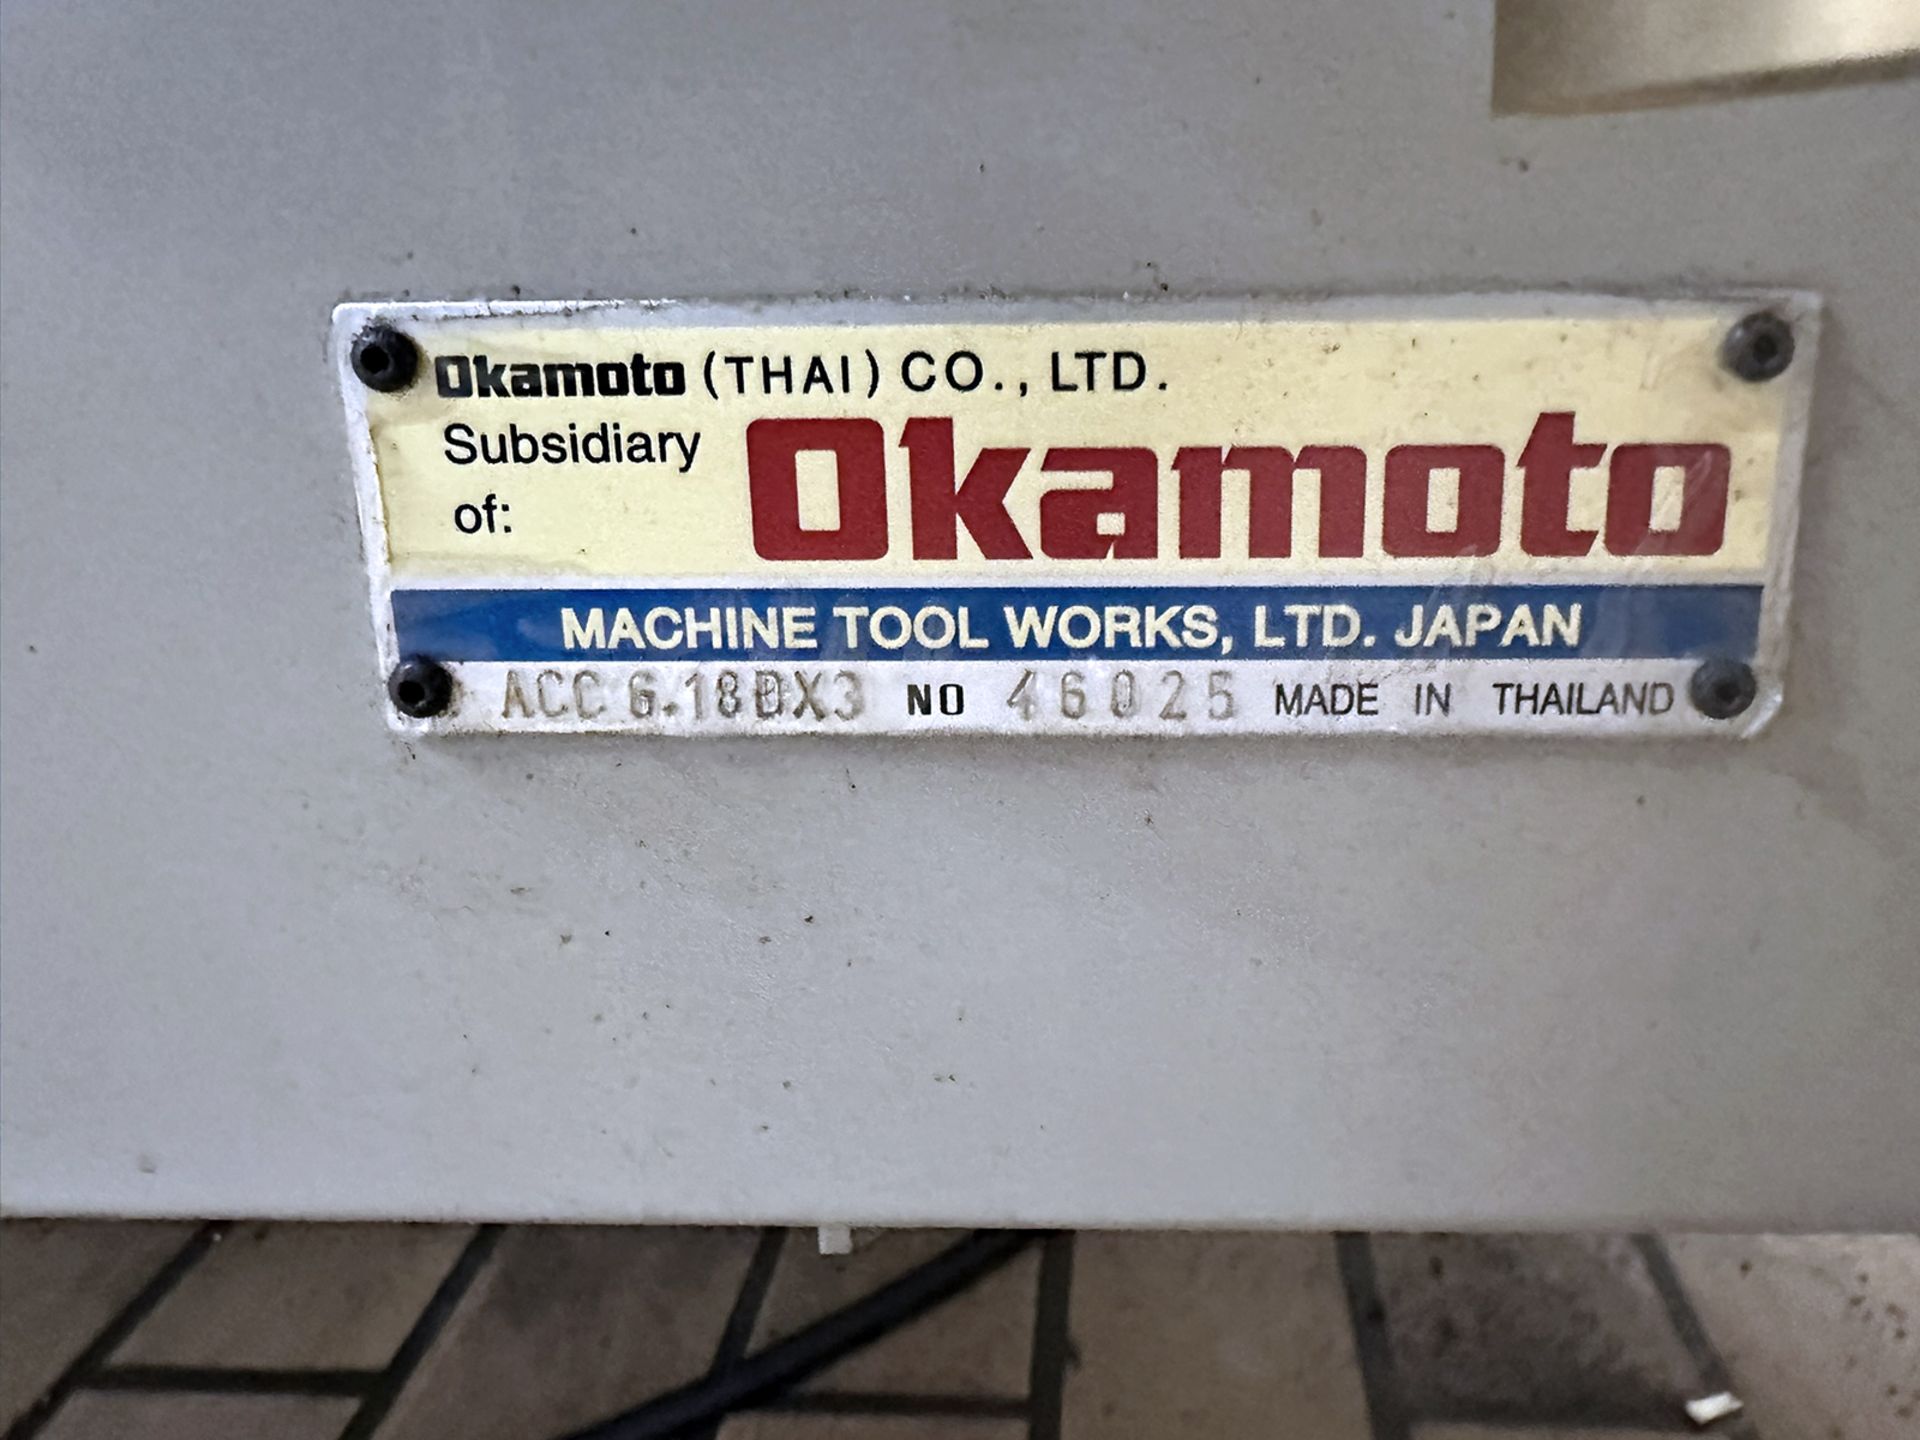 Okamoto (THAI) CO., LTD.
Subsidiary of: Okamoto
MACHINE TOOL WORKS, LTD. JAPAN
ACC 6.18DX3 NO 46025 MADE IN THAILAND